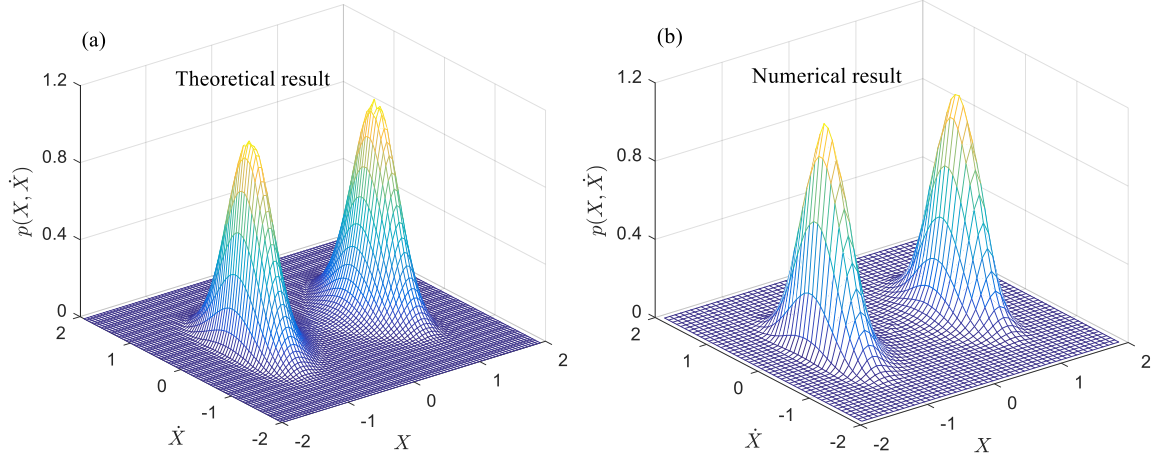 (a)
Theoretical result
1.2
0.8
0.4
0
p(X, Ẋ)
2
1
0
-1
-2
Ẋ
-2
-1
0
1
2
X
(b)
Numerical result
1.2
0.8
0.4
0
p(X, Ẋ)
2
1
0
-1
-2
Ẋ
-2
-1
0
1
2
X